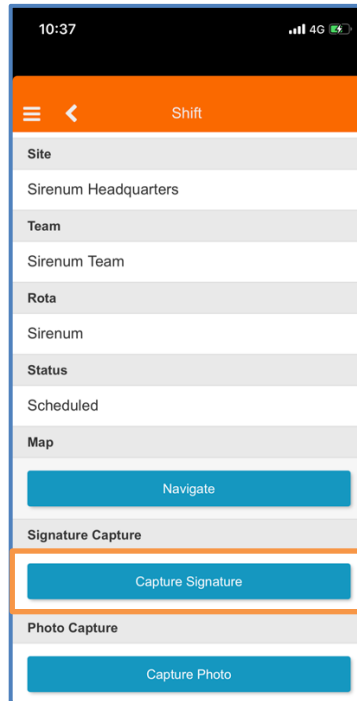 10:37
4G
Shift
Site
Sirenum Headquarters
Team
Sirenum Team
Rota
Sirenum
Status
Scheduled
Map
Navigate
Signature Capture
Capture Signature
Photo Capture
Capture Photo